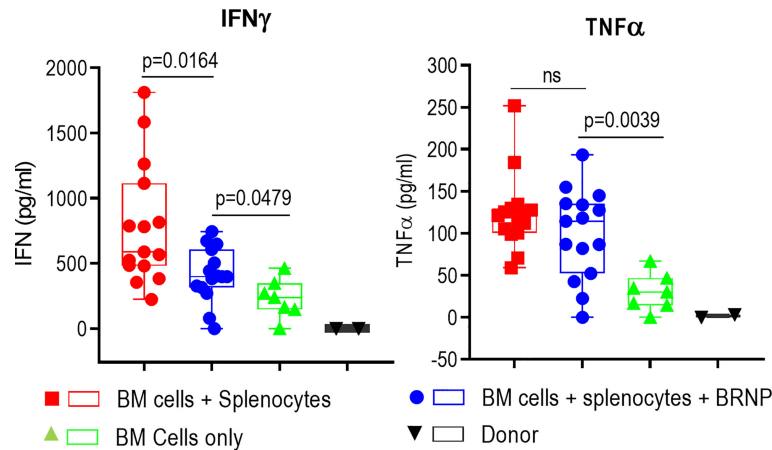 IFNγ
p=0.0164
p=0.0479
IFN (pg/ml)
2000
1500
1000
500
0
TNFα
ns
p=0.0039
TNFα (pg/ml)
300
250
200
150
100
50
0
-50
BM cells + Splenocytes
BM cells + splenocytes + BRNP
BM Cells only
Donor